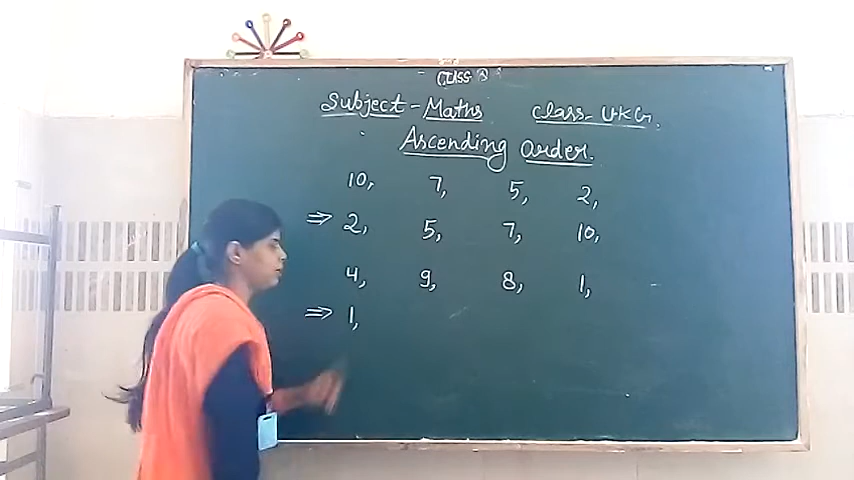 CLASS
Subject - Maths Class- UKG.
Ascending Order.
10, 7, 5, 2,
⇒ 2, 5, 7, 10,
4, 9, 8, 1,
⇒ 1,